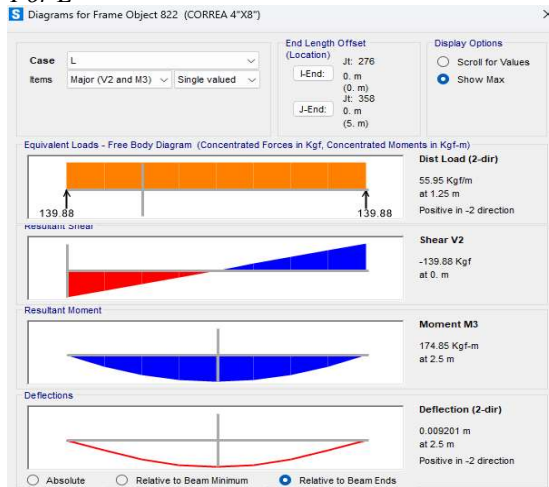 Por L
Diagrams for Frame Object 822 (CORREA 4"X8")
Case L
Items Major (V2 and M3) Single valued
End Length Offset
(Location)
Jt: 276
I-End: 0. m
(0. m)
Jt: 358
J-End: 0. m
(5. m)
Display Options
Scroll for Values
Show Max
Equivalent Loads - Free Body Diagram (Concentrated Forces in Kgf, Concentrated Moments in Kgf-m)
139.88 139.88
Dist Load (2-dir)
55.95 Kgf/m
at 1.25 m
Positive in -2 direction
Resultant Shear
Shear V2
-139.88 Kgf
at 0. m
Resultant Moment
Moment M3
174.85 Kgf-m
at 2.5 m
Deflections
Deflection (2-dir)
0.009201 m
at 2.5 m
Positive in -2 direction
Absolute Relative to Beam Minimum Relative to Beam Ends